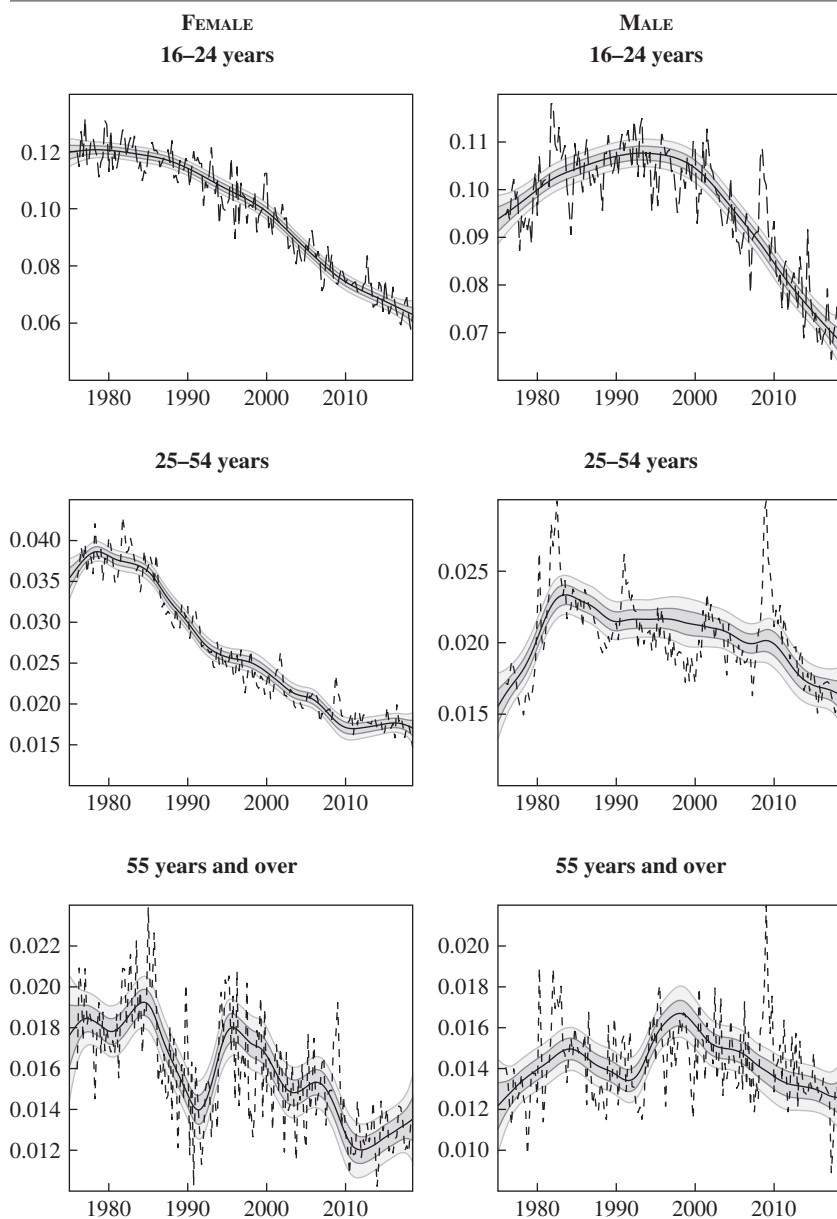 FEMALE MALE
16–24 years 16–24 years
0.12 0.11
0.10 0.10
0.08 0.09
0.06 0.08
0.07
1980 1990 2000 2010 1980 1990 2000 2010
25–54 years 25–54 years
0.040
0.035 0.025
0.030
0.025 0.020
0.020
0.015 0.015
1980 1990 2000 2010 1980 1990 2000 2010
55 years and over 55 years and over
0.022 0.020
0.020 0.018
0.018 0.016
0.016 0.014
0.014 0.012
0.012 0.010
1980 1990 2000 2010 1980 1990 2000 2010